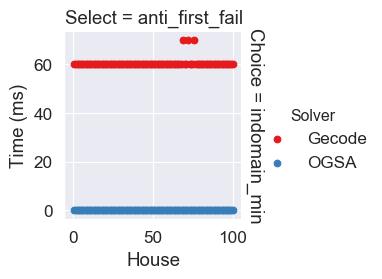 Select = anti_first_fail
Choice = indomain_min
Time (ms)
60
40
20
0
0 50 100
House
Solver
Gecode
OGSA